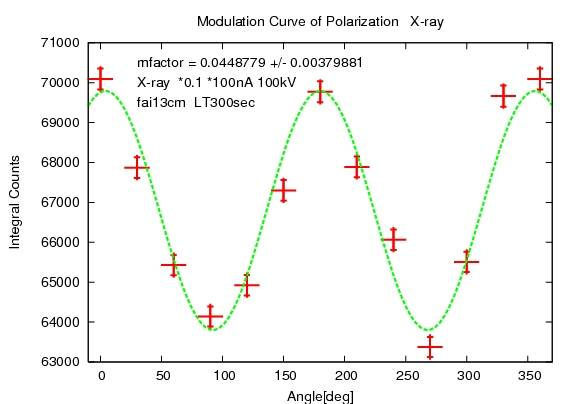 Modulation Curve of Polarization X-ray
mfactor = 0.0448779 +/- 0.00379881
X-ray *0.1 *100nA 100kV
fai13cm LT300sec
71000
70000
69000
68000
67000
66000
65000
64000
63000
Integral Counts
0 50 100 150 200 250 300 350
Angle[deg]